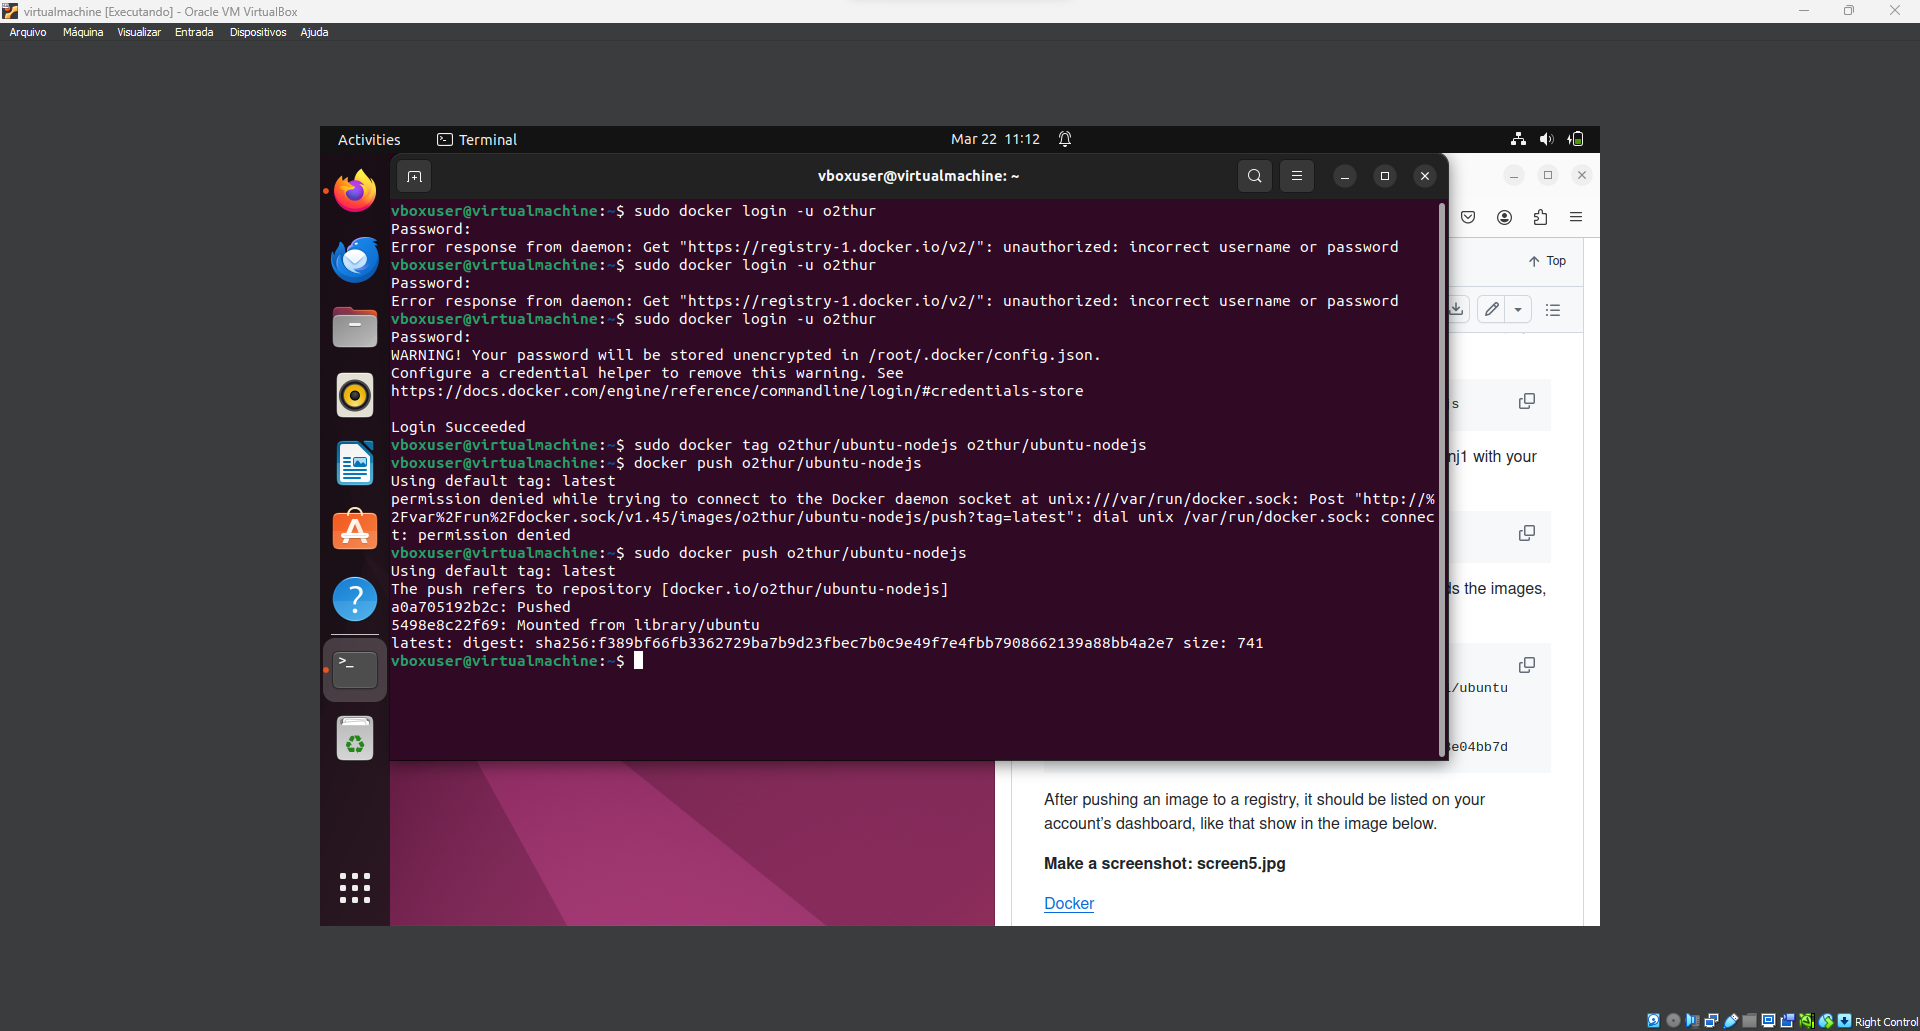 virtualmachine [Executando] - Oracle VM VirtualBox
Arquivo Máquina Visualizar Entrada Dispositivos Ajuda
Activities Terminal Mar 22 11:12
vboxuser@virtualmachine: ~
vboxuser@virtualmachine:~$ sudo docker login -u o2thur
Password:
Error response from daemon: Get "https://registry-1.docker.io/v2/": unauthorized: incorrect username or password
vboxuser@virtualmachine:~$ sudo docker login -u o2thur
Password:
Error response from daemon: Get "https://registry-1.docker.io/v2/": unauthorized: incorrect username or password
vboxuser@virtualmachine:~$ sudo docker login -u o2thur
Password:
WARNING! Your password will be stored unencrypted in /root/.docker/config.json.
Configure a credential helper to remove this warning. See
https://docs.docker.com/engine/reference/commandline/login/#credentials-store
Login Succeeded
vboxuser@virtualmachine:~$ sudo docker tag o2thur/ubuntu-nodejs o2thur/ubuntu-nodejs
vboxuser@virtualmachine:~$ docker push o2thur/ubuntu-nodejs
Using default tag: latest
permission denied while trying to connect to the Docker daemon socket at unix:///var/run/docker.sock: Post "http://%
2Fvar%2Frun%2Fdocker.sock/v1.45/images/o2thur/ubuntu-nodejs/push?tag=latest": dial unix /var/run/docker.sock: connec
t: permission denied
vboxuser@virtualmachine:~$ sudo docker push o2thur/ubuntu-nodejs
Using default tag: latest
The push refers to repository [docker.io/o2thur/ubuntu-nodejs]
a0a705192b2c: Pushed
5498e8c22f69: Mounted from library/ubuntu
latest: digest: sha256:f389bf66fb3362729ba7b9d23fbec7b0c9e49f7e4fbb7908662139a88bb4a2e7 size: 741
vboxuser@virtualmachine:~$
Top
s
nj1 with your
ds the images,
/ubuntu
e04bb7d
After pushing an image to a registry, it should be listed on your
account's dashboard, like that show in the image below.
Make a screenshot: screen5.jpg
Docker
Right Control